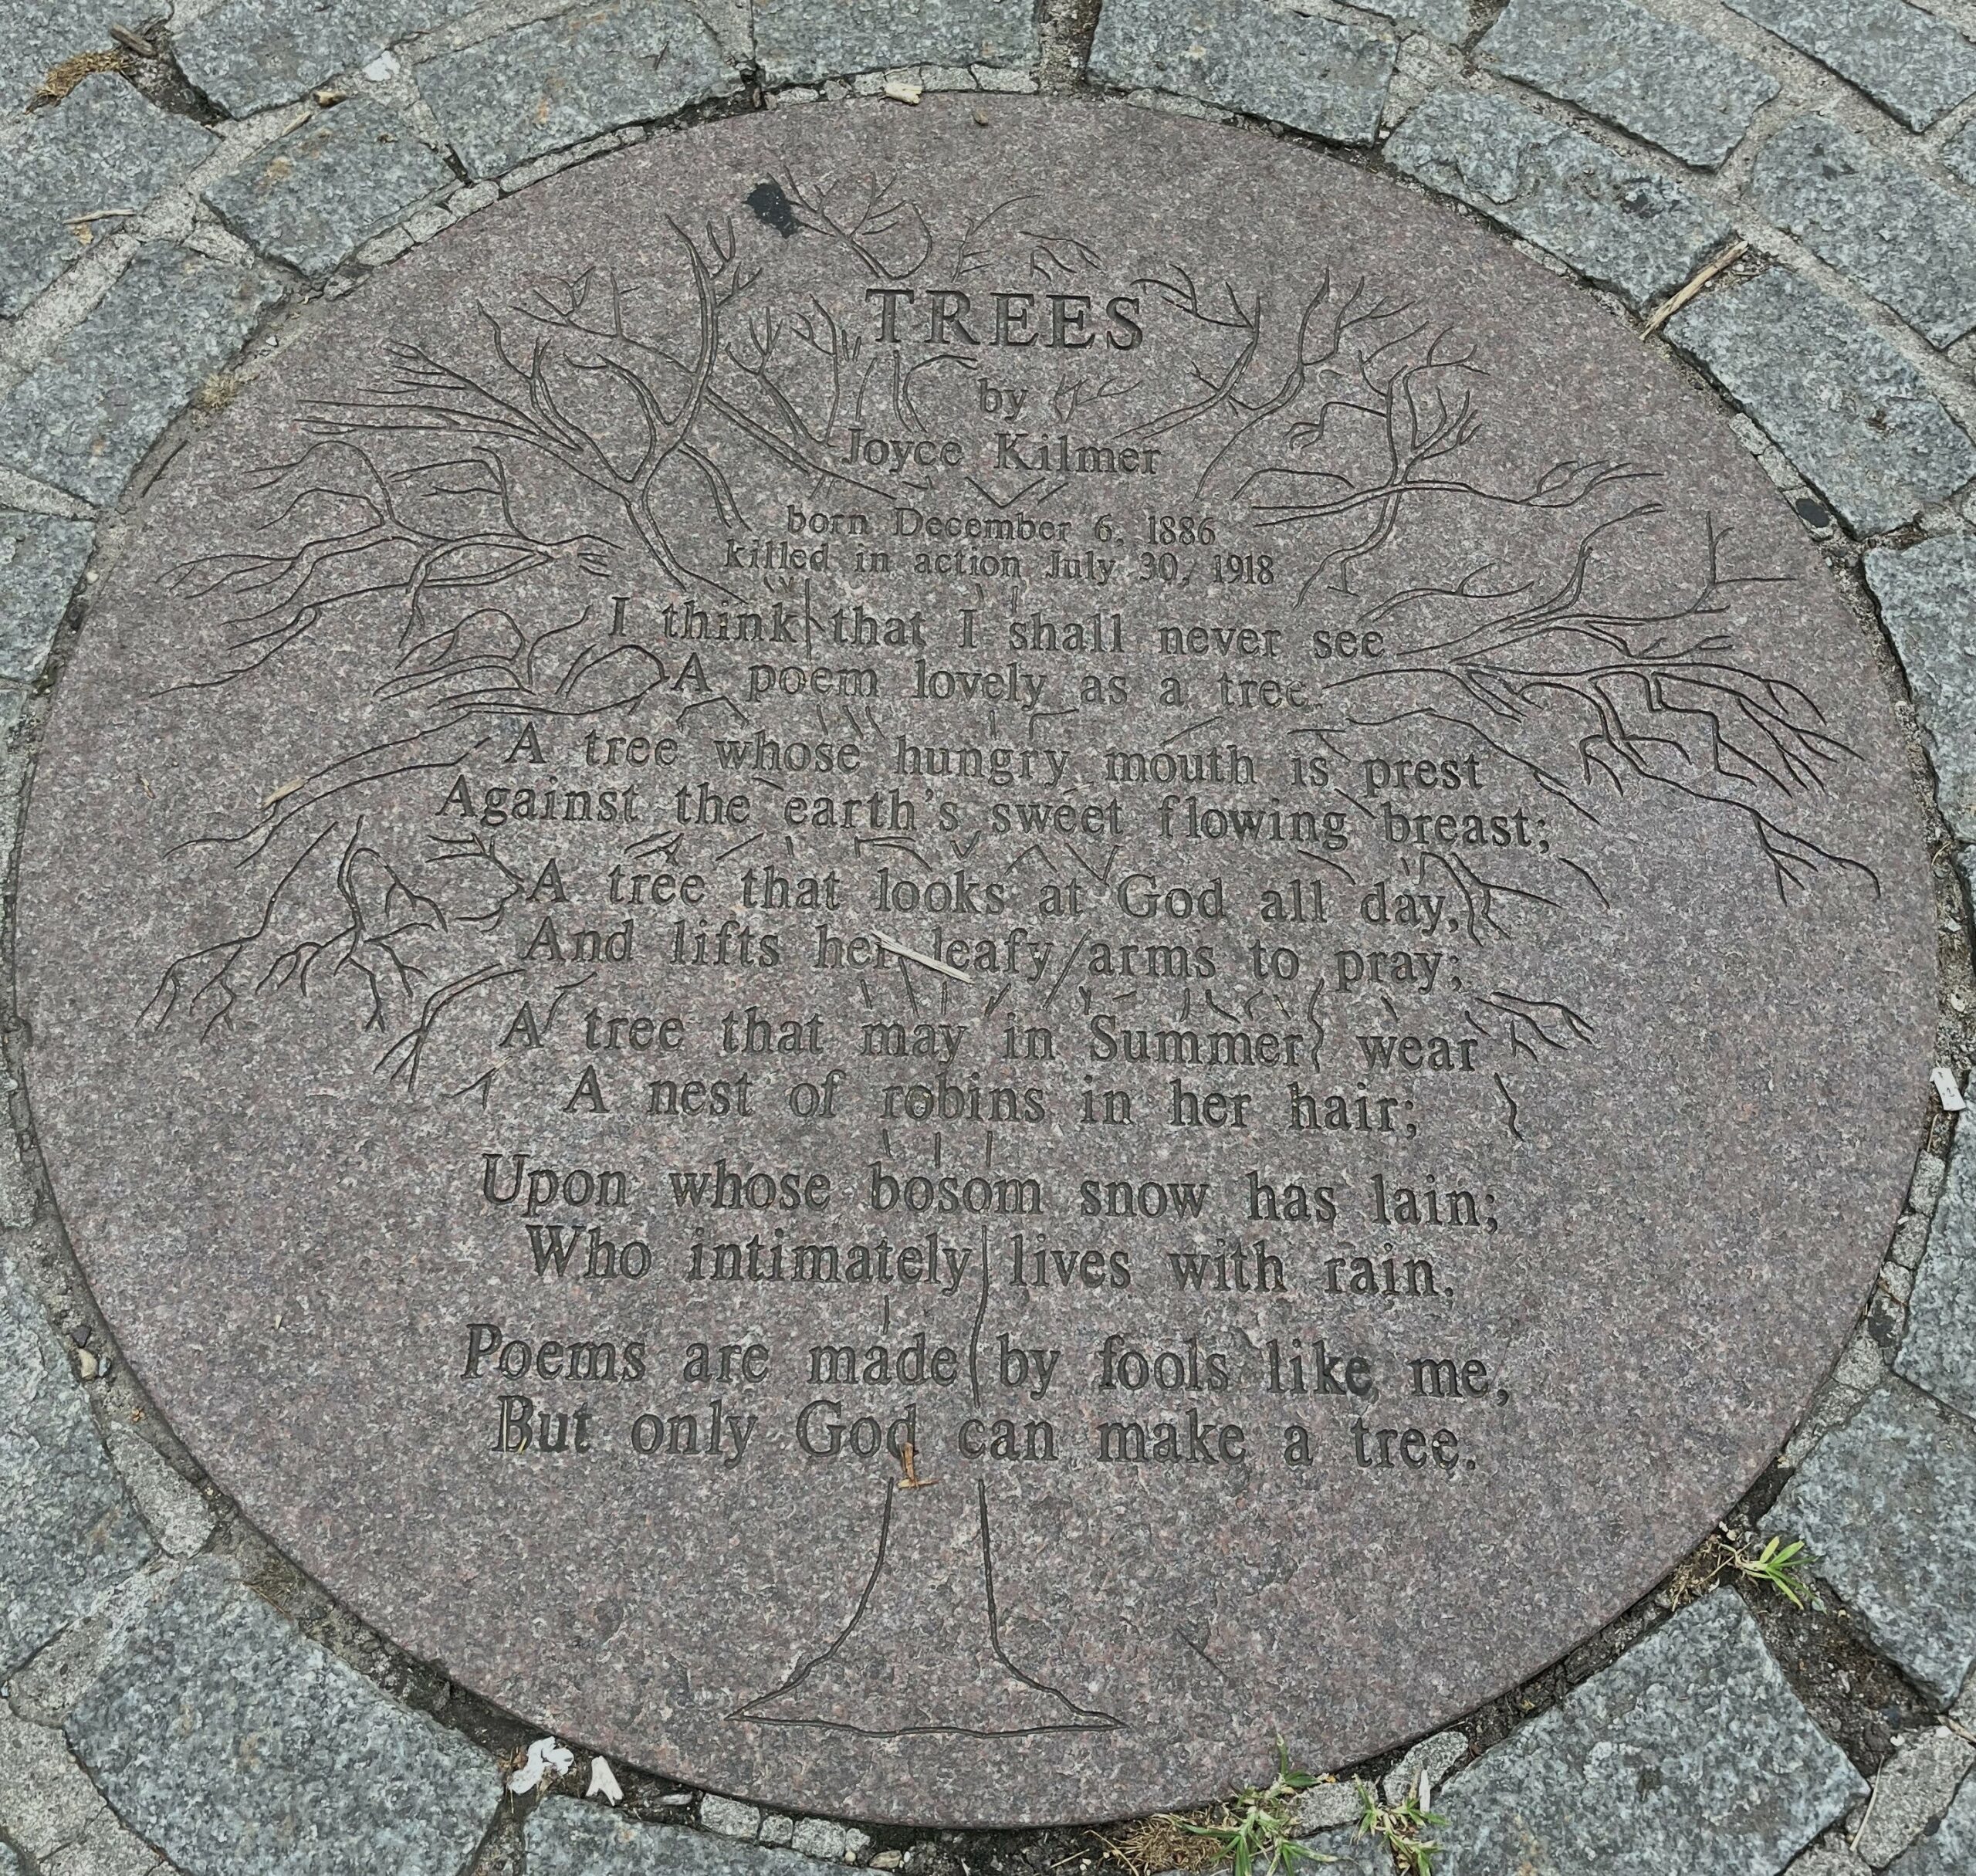 TREES
by
Joyce Kilmer
born December 6, 1886
killed in action July 30, 1918
I think that I shall never see
A poem lovely as a tree.
A tree whose hungry mouth is prest
Against the earth's sweet flowing breast;
A tree that looks at God all day,
And lifts her leafy arms to pray;
A tree that may in Summer wear
A nest of robins in her hair;
Upon whose bosom snow has lain;
Who intimately lives with rain.
Poems are made by fools like me,
But only God can make a tree.